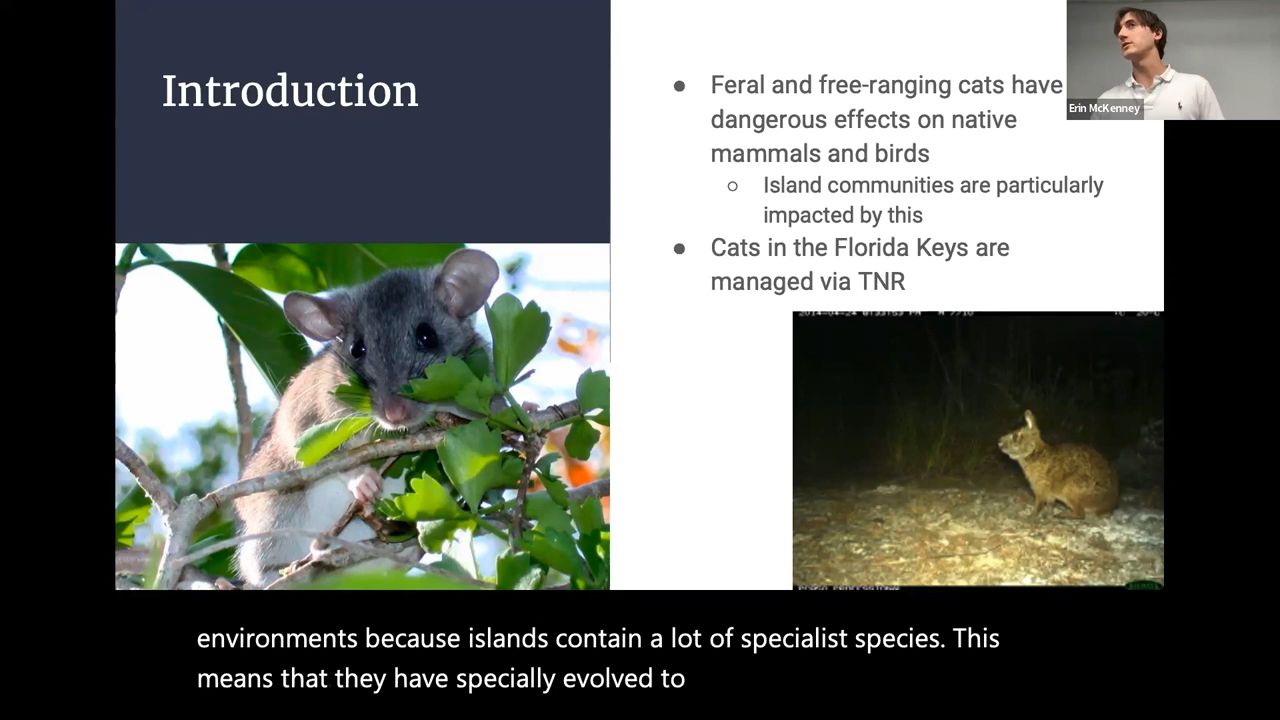 Introduction
● Feral and free-ranging cats have
dangerous effects on native
mammals and birds
○ Island communities are particularly
impacted by this
● Cats in the Florida Keys are
managed via TNR
Erin McKenney
environments because islands contain a lot of specialist species. This
means that they have specially evolved to